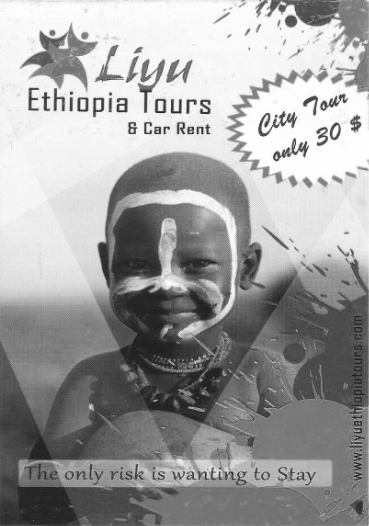 Liyu
Ethiopia Tours
& Car Rent
City Tour
only 30 $
www.liyuethiopiatours.com
The only risk is wanting to Stay